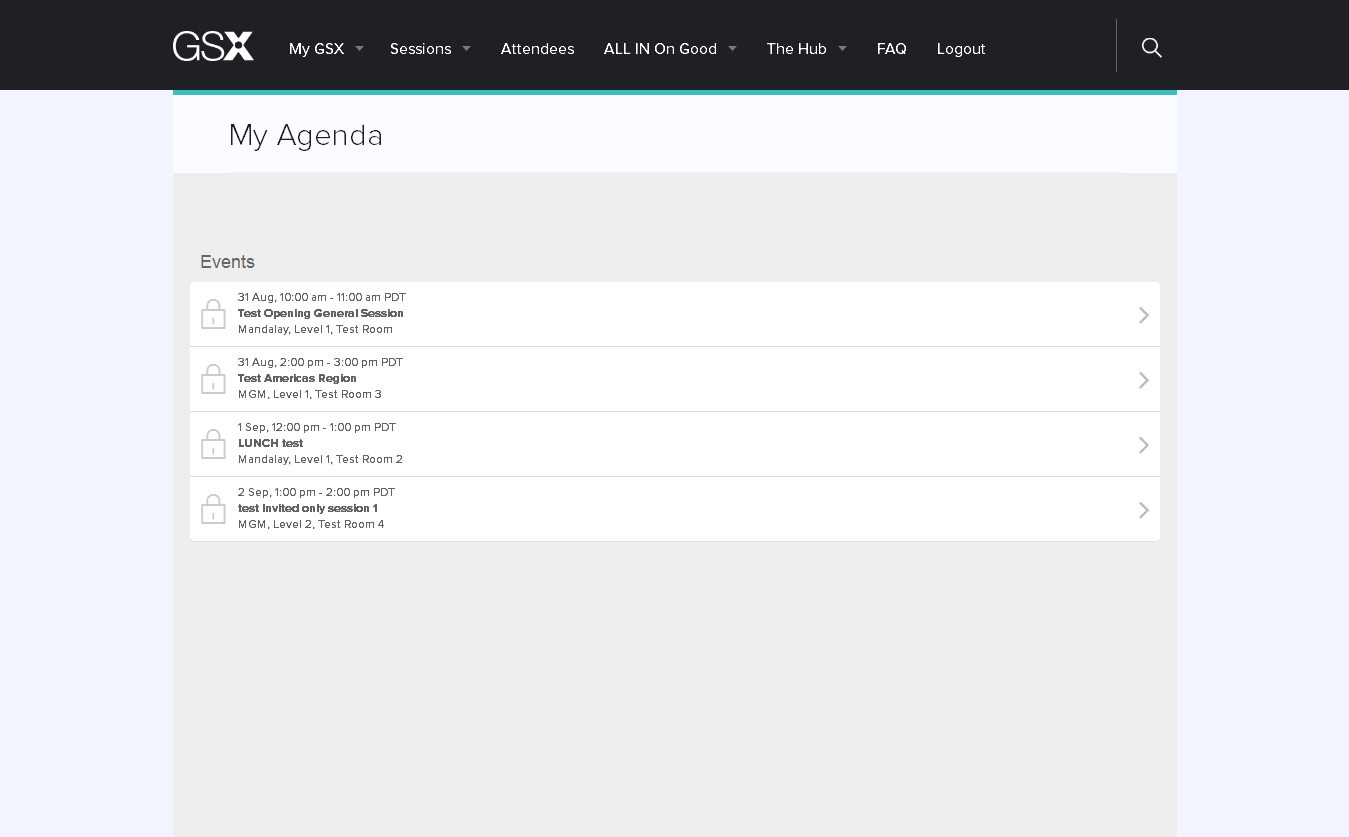 GSX
My GSX
Sessions
Attendees
ALL IN On Good
The Hub
FAQ
Logout
My Agenda
Events
31 Aug, 10:00 am - 11:00 am PDT
Test Opening General Session
Mandalay, Level 1, Test Room
31 Aug, 2:00 pm - 3:00 pm PDT
Test Americas Region
MGM, Level 1, Test Room 3
1 Sep, 12:00 pm - 1:00 pm PDT
LUNCH test
Mandalay, Level 1, Test Room 2
2 Sep, 1:00 pm - 2:00 pm PDT
test invited only session 1
MGM, Level 2, Test Room 4